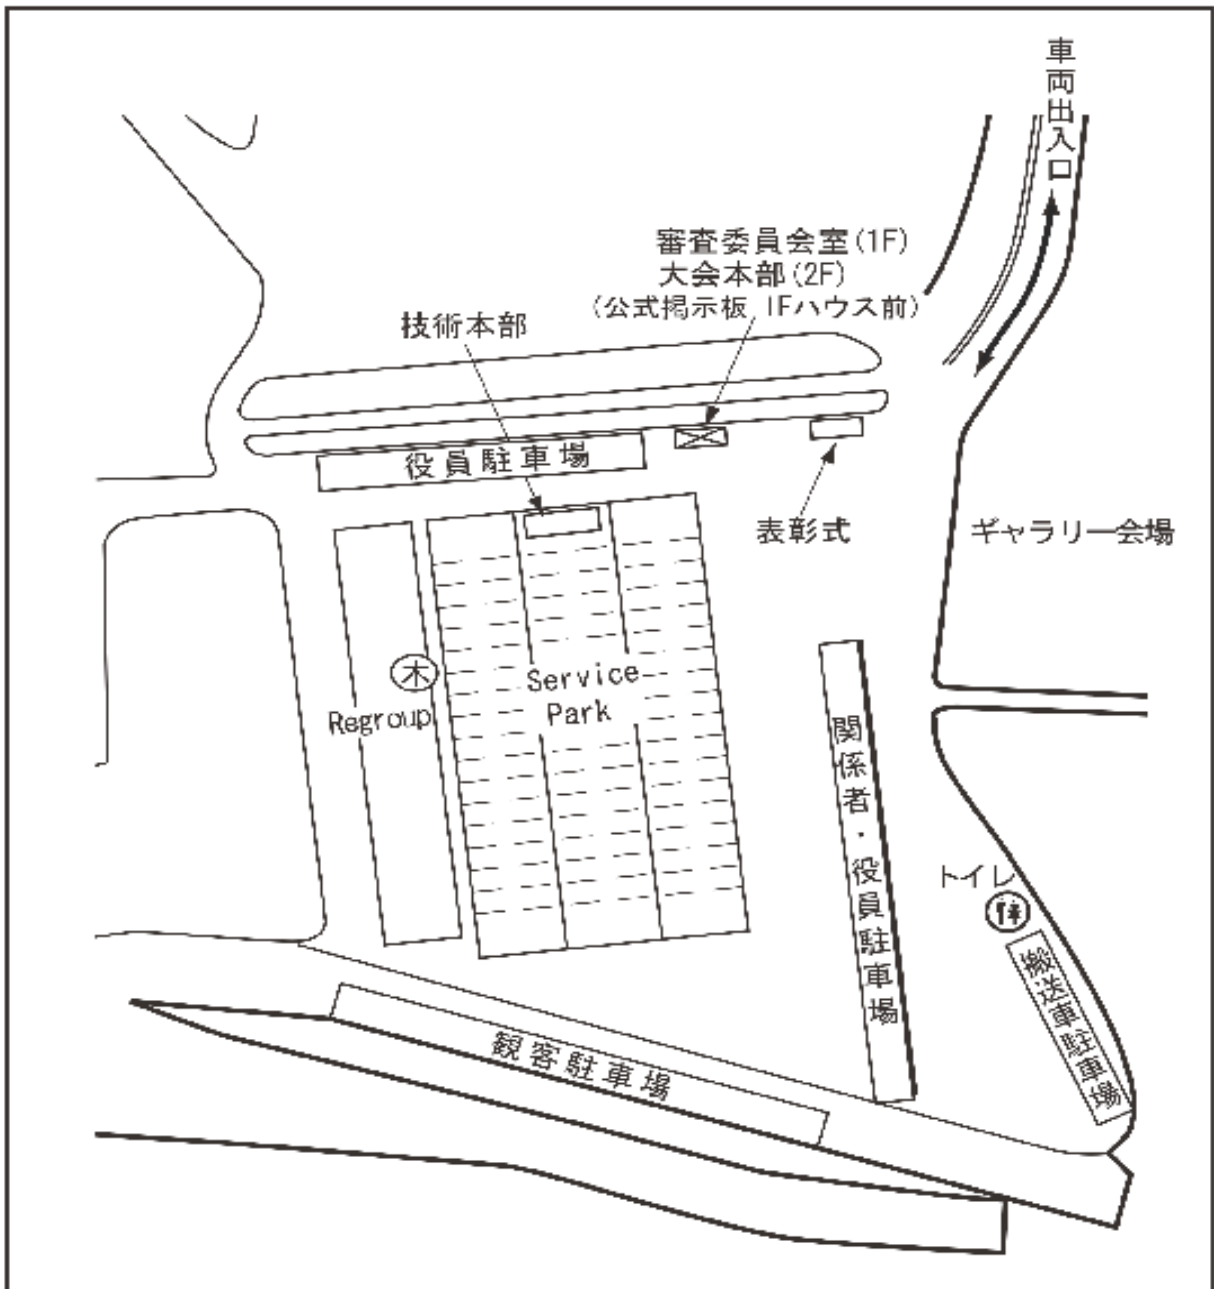 車両出入口
審査委員会室(1F)
大会本部(2F)
(公式掲示板 1Fハウス前)
技術本部
役員駐車場
表彰式
ギャラリー会場
木
Service
Park
Regroup
関係者・役員駐車場
トイレ
搬送車駐車場
観客駐車場